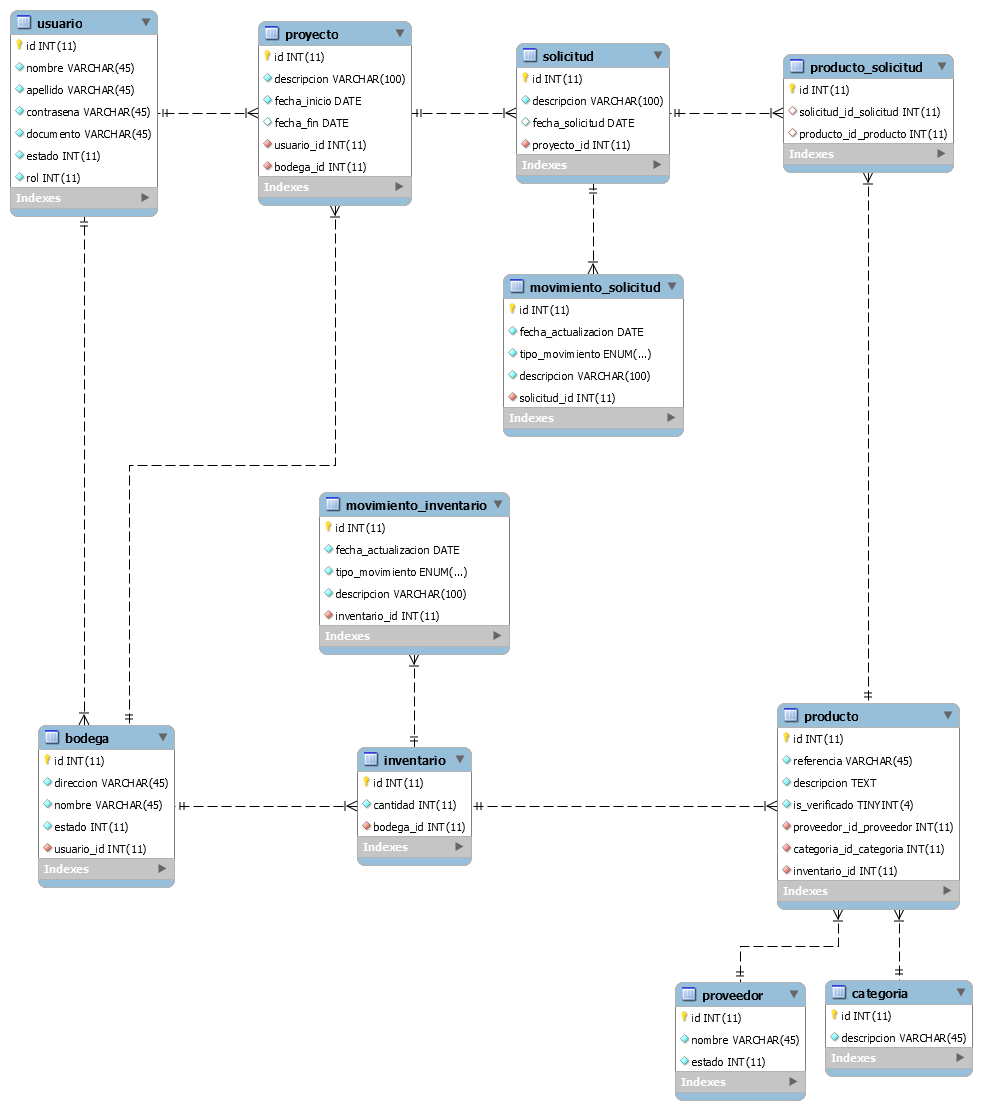 usuario
id INT(11)
nombre VARCHAR(45)
apellido VARCHAR(45)
contrasena VARCHAR(45)
documento VARCHAR(45)
estado INT(11)
rol INT(11)
Indexes
proyecto
id INT(11)
descripcion VARCHAR(100)
fecha_inicio DATE
fecha_fin DATE
usuario_id INT(11)
bodega_id INT(11)
Indexes
solicitud
id INT(11)
descripcion VARCHAR(100)
fecha_solicitud DATE
proyecto_id INT(11)
Indexes
producto_solicitud
id INT(11)
solicitud_id_solicitud INT(11)
producto_id_producto INT(11)
Indexes
movimiento_solicitud
id INT(11)
fecha_actualizacion DATE
tipo_movimiento ENUM(...)
descripcion VARCHAR(100)
solicitud_id INT(11)
Indexes
movimiento_inventario
id INT(11)
fecha_actualizacion DATE
tipo_movimiento ENUM(...)
descripcion VARCHAR(100)
inventario_id INT(11)
Indexes
bodega
id INT(11)
direccion VARCHAR(45)
nombre VARCHAR(45)
estado INT(11)
usuario_id INT(11)
Indexes
inventario
id INT(11)
cantidad INT(11)
bodega_id INT(11)
Indexes
producto
id INT(11)
referencia VARCHAR(45)
descripcion TEXT
is_verificado TINYINT(4)
proveedor_id_proveedor INT(11)
categoria_id_categoria INT(11)
inventario_id INT(11)
Indexes
proveedor
id INT(11)
nombre VARCHAR(45)
estado INT(11)
Indexes
categoria
id INT(11)
descripcion VARCHAR(45)
Indexes